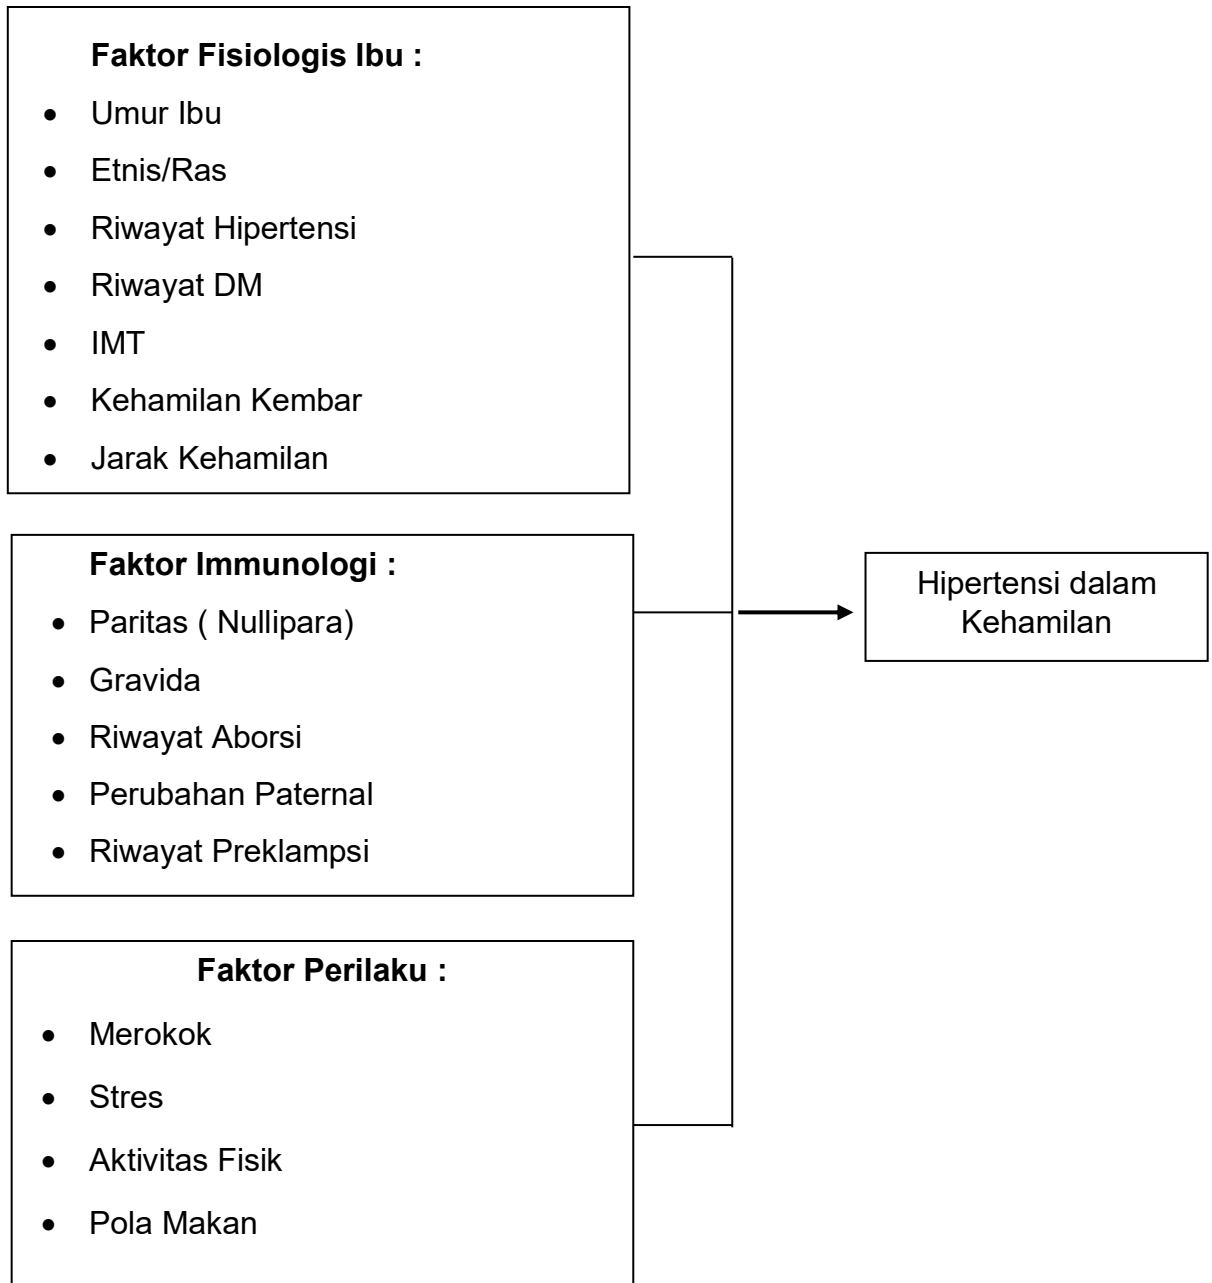 Faktor Fisiologis Ibu :
• Umur Ibu
• Etnis/Ras
• Riwayat Hipertensi
• Riwayat DM
• IMT
• Kehamilan Kembar
• Jarak Kehamilan
Faktor Immunologi :
• Paritas ( Nullipara)
• Gravida
• Riwayat Aborsi
• Perubahan Paternal
• Riwayat Preklampsi
Faktor Perilaku :
• Merokok
• Stres
• Aktivitas Fisik
• Pola Makan
Hipertensi dalam
Kehamilan